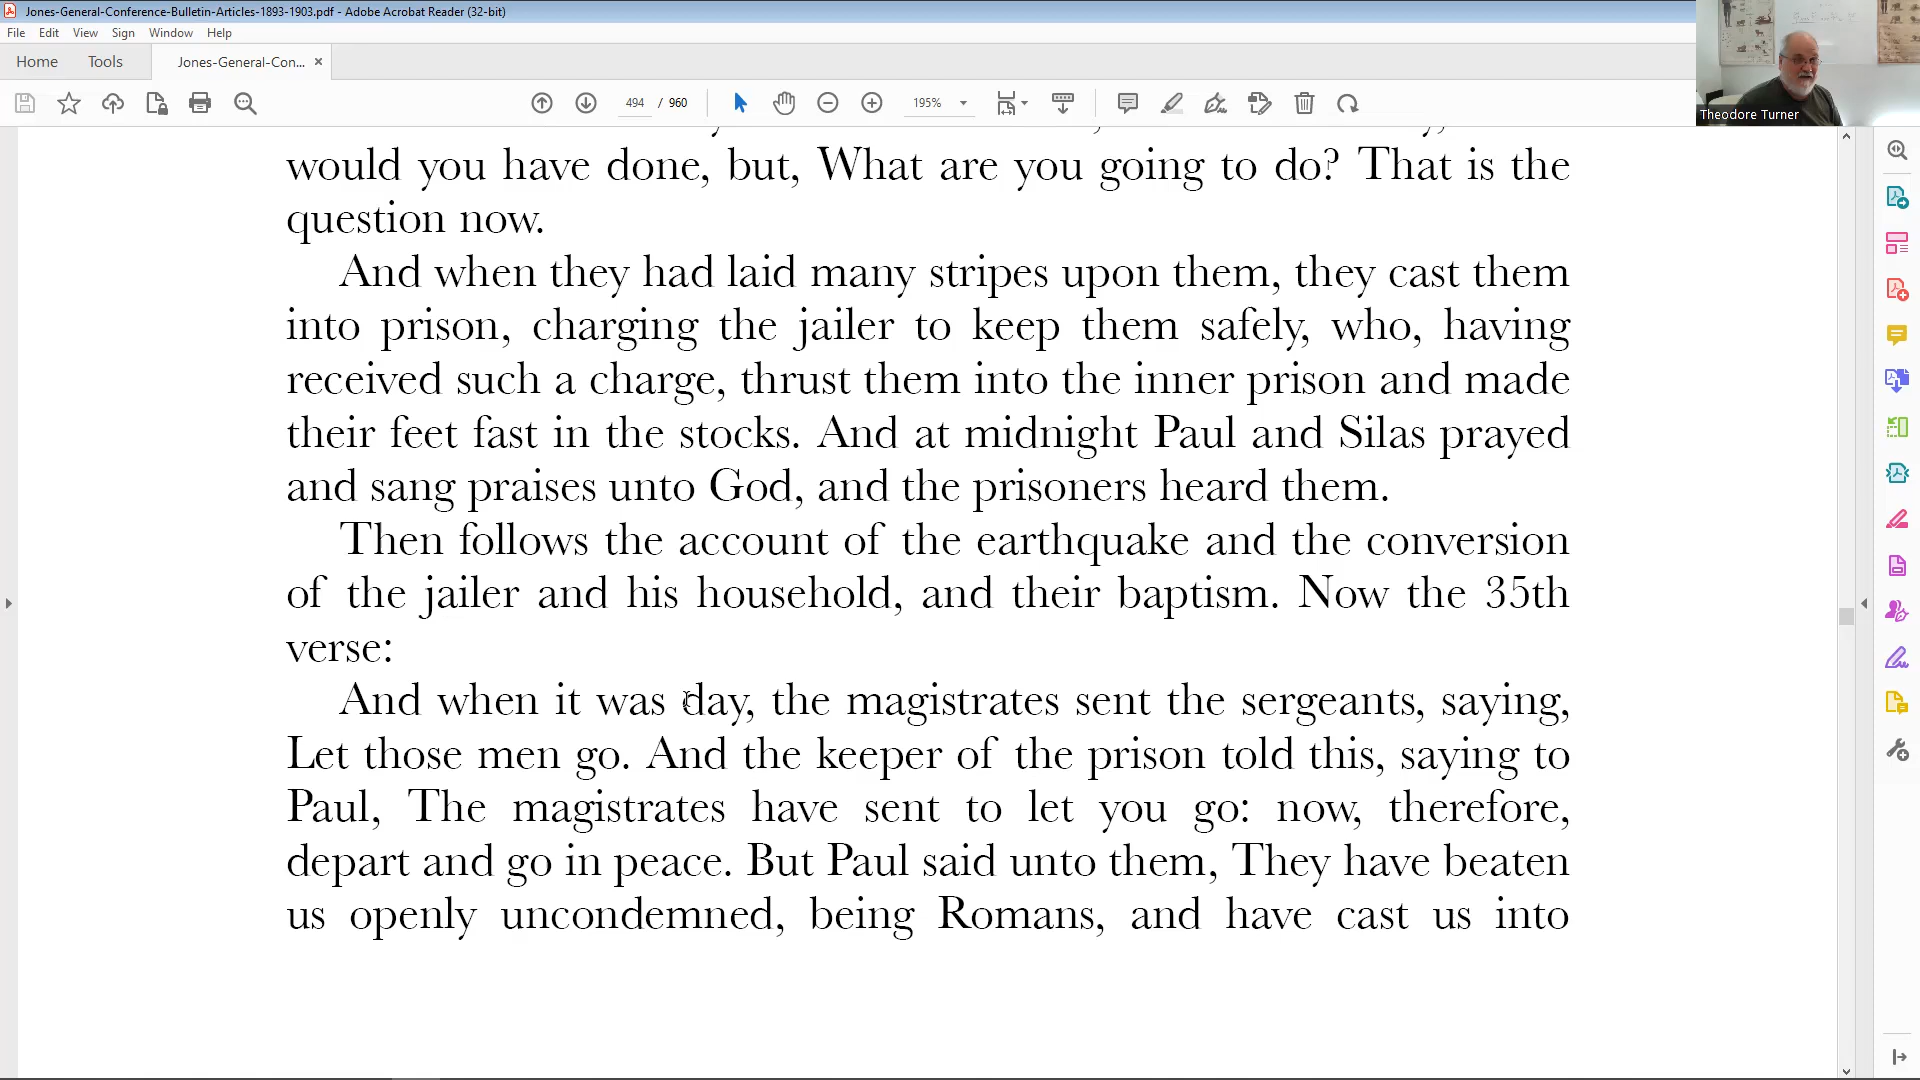 Jones-General-Conference-Bulletin-Articles-1893-1903.pdf - Adobe Acrobat Reader (32-bit)
File Edit View Sign Window Help
Home Tools Jones-General-Con... ×
494 / 960 195%
Theodore Turner
would you have done, but, What are you going to do? That is the
question now.
And when they had laid many stripes upon them, they cast them
into prison, charging the jailer to keep them safely, who, having
received such a charge, thrust them into the inner prison and made
their feet fast in the stocks. And at midnight Paul and Silas prayed
and sang praises unto God, and the prisoners heard them.
Then follows the account of the earthquake and the conversion
of the jailer and his household, and their baptism. Now the 35th
verse:
And when it was day, the magistrates sent the sergeants, saying,
Let those men go. And the keeper of the prison told this, saying to
Paul, The magistrates have sent to let you go: now, therefore,
depart and go in peace. But Paul said unto them, They have beaten
us openly uncondemned, being Romans, and have cast us into